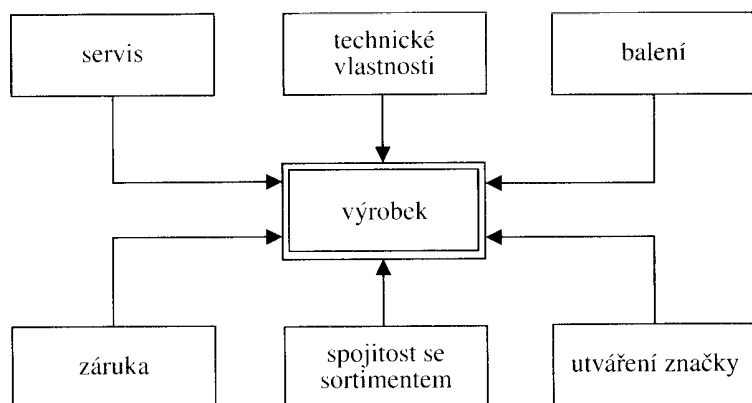 servis
technické
vlastnosti
balení
výrobek
záruka
spojitost se
sortimentem
utváření značky